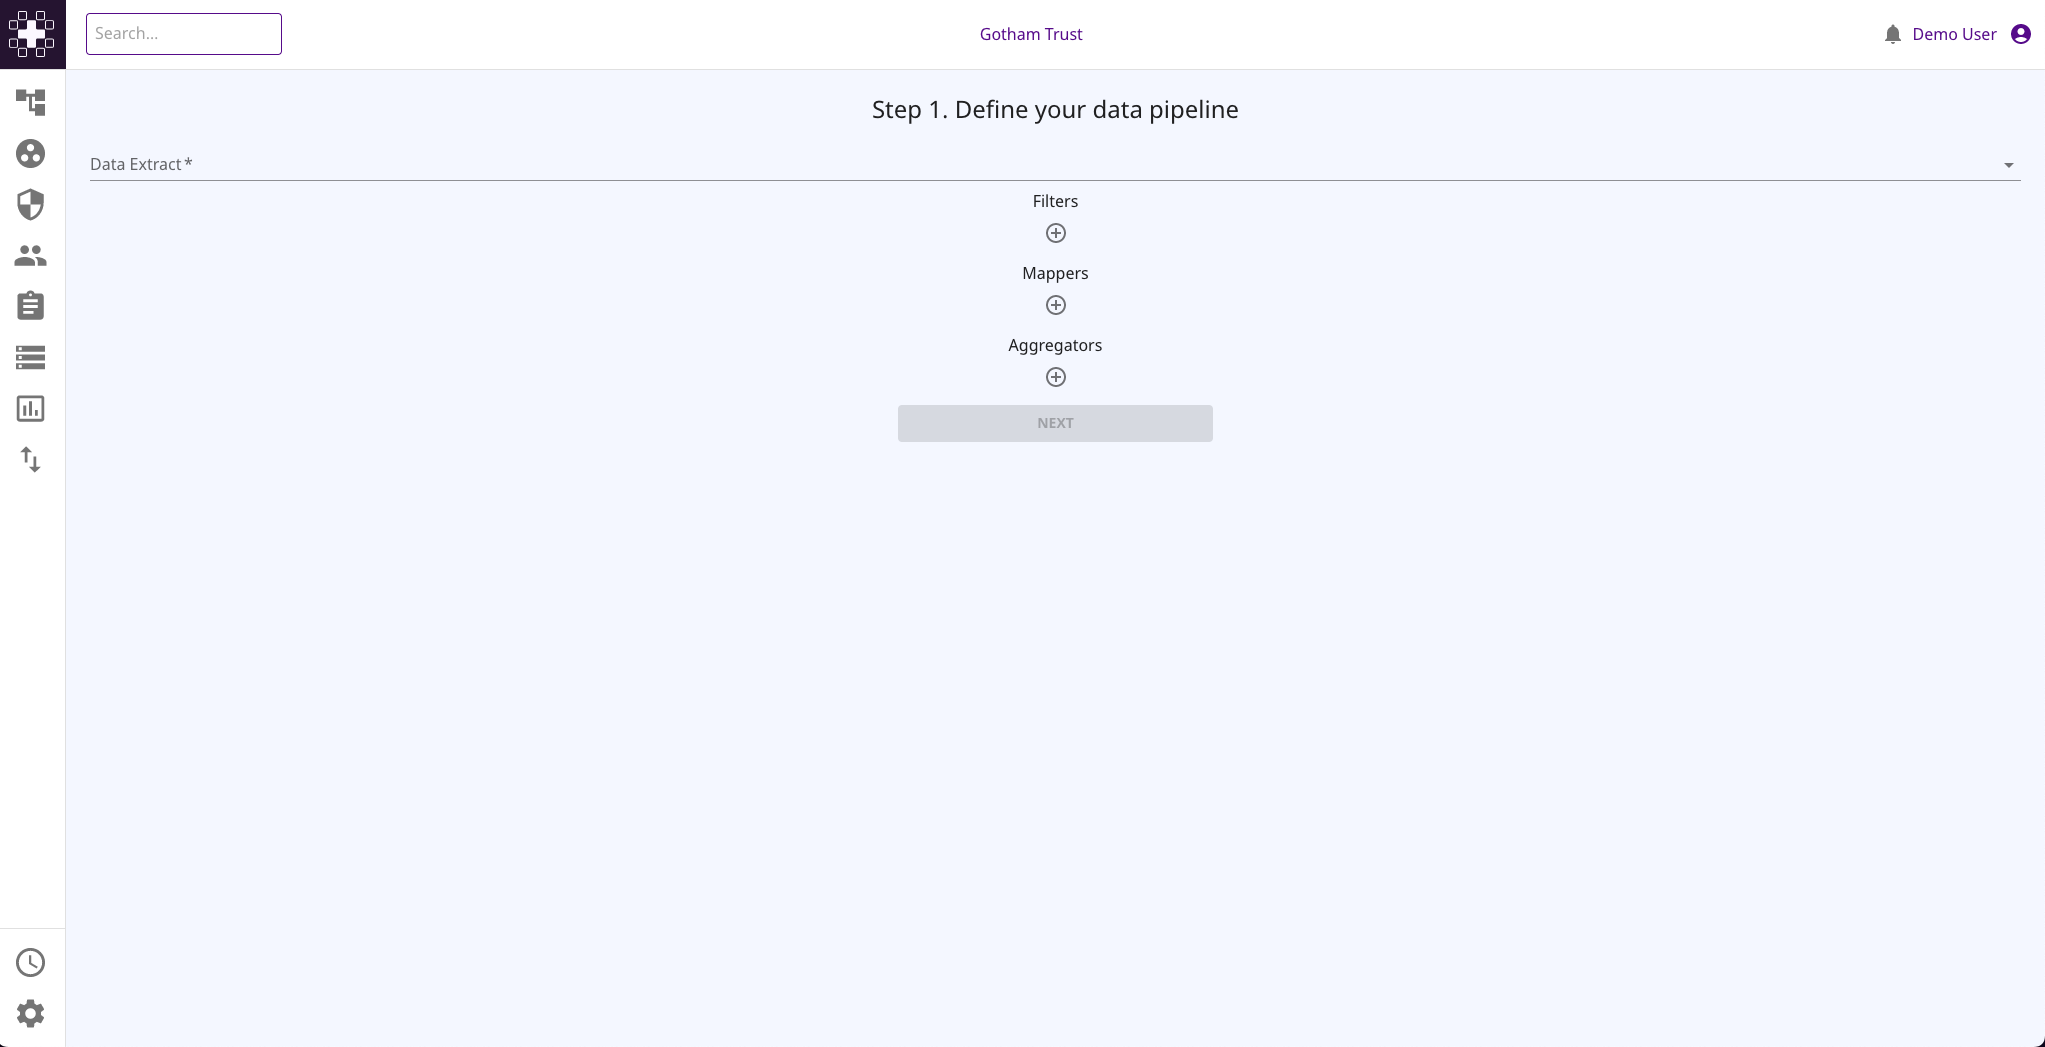 Search...
Gotham Trust
Demo User
Step 1. Define your data pipeline
Data Extract *
Filters
Mappers
Aggregators
NEXT